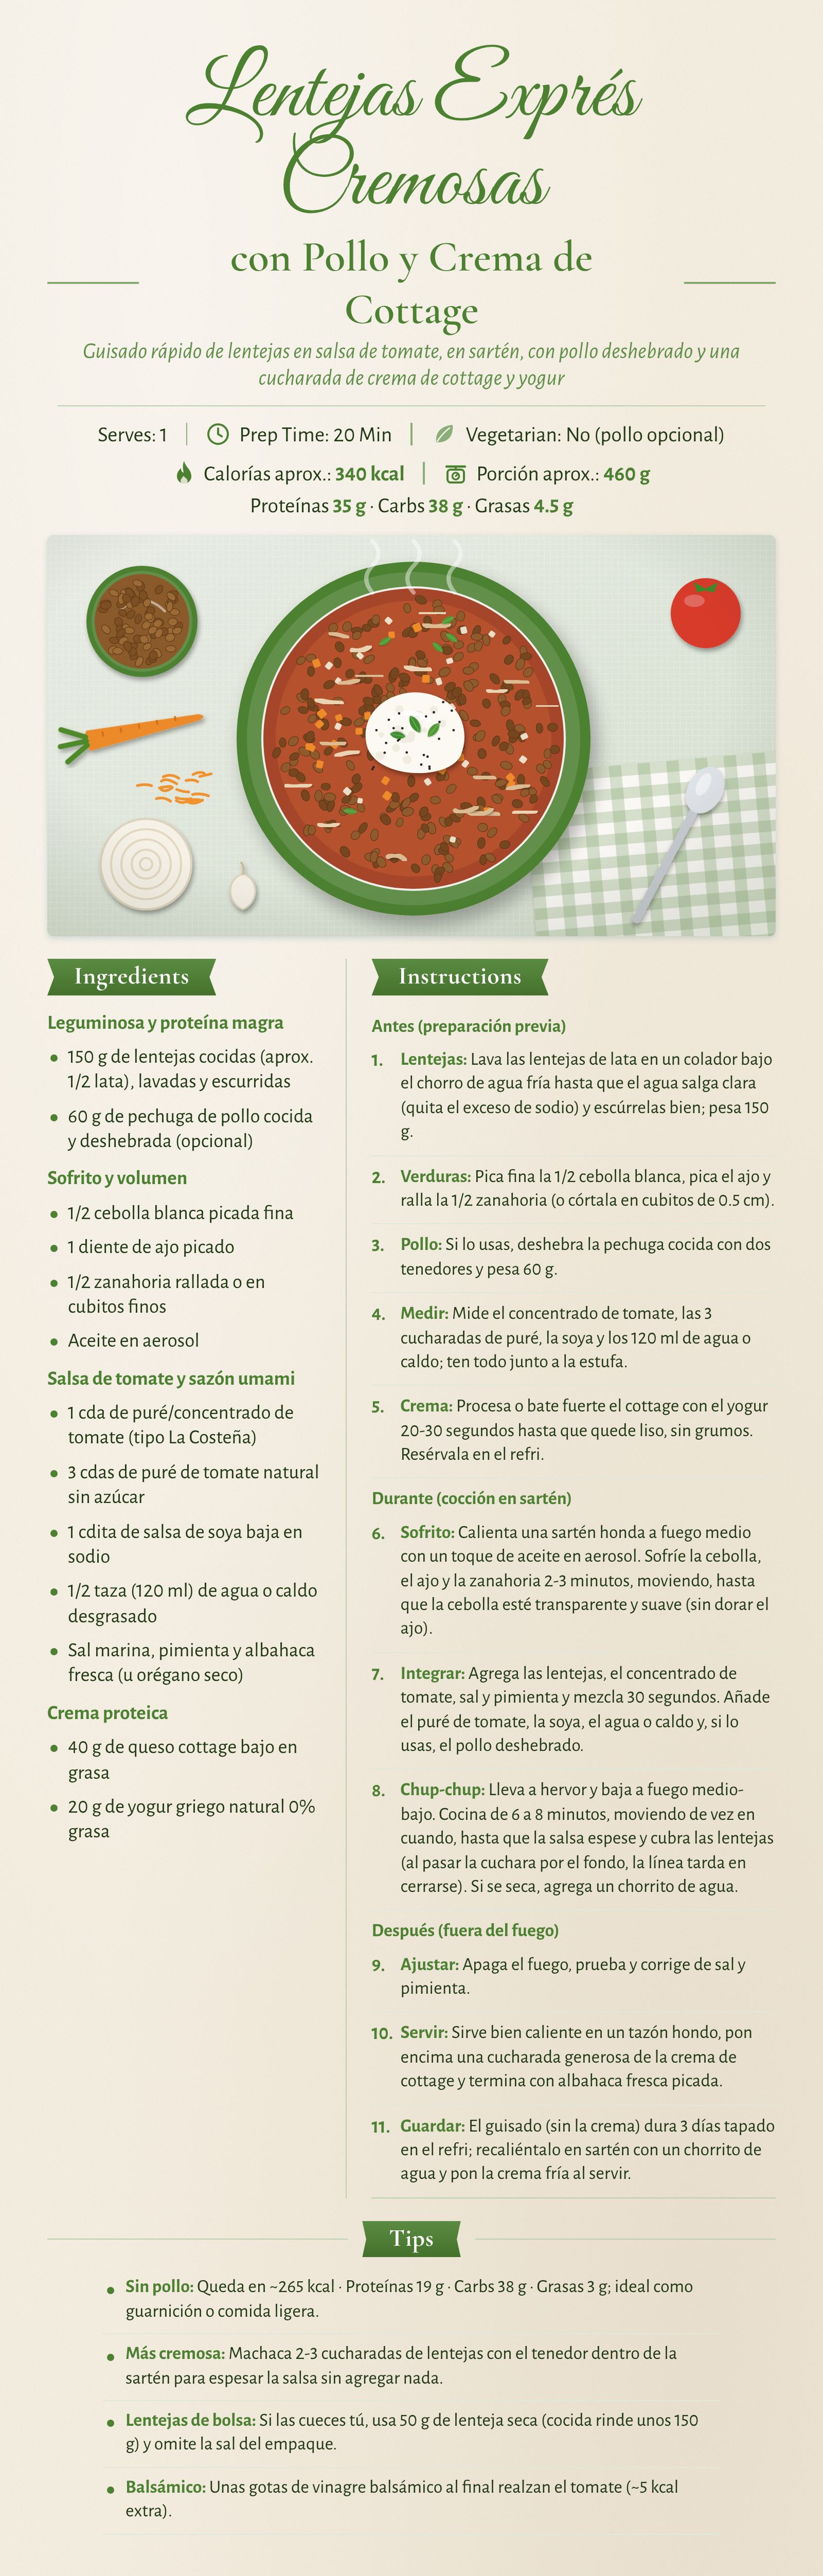 Lentejas Exprés
Cremosas
con Pollo y Crema de
Cottage
Guisado rápido de lentejas en salsa de tomate, en sartén, con pollo deshebrado y una
cucharada de crema de cottage y yogur
Serves: 1 | Prep Time: 20 Min | Vegetarian: No (pollo opcional)
Calorías aprox.: 340 kcal | Porción aprox.: 460 g
Proteínas 35 g · Carbs 38 g · Grasas 4.5 g
Ingredients
Leguminosa y proteína magra
• 150 g de lentejas cocidas (aprox.
1/2 lata), lavadas y escurridas
• 60 g de pechuga de pollo cocida
y deshebrada (opcional)
Sofrito y volumen
• 1/2 cebolla blanca picada fina
• 1 diente de ajo picado
• 1/2 zanahoria rallada o en
cubitos finos
• Aceite en aerosol
Salsa de tomate y sazón umami
• 1 cda de puré/concentrado de
tomate (tipo La Costeña)
• 3 cdas de puré de tomate natural
sin azúcar
• 1 cdita de salsa de soya baja en
sodio
• 1/2 taza (120 ml) de agua o caldo
desgrasado
• Sal marina, pimienta y albahaca
fresca (u orégano seco)
Crema proteica
• 40 g de queso cottage bajo en
grasa
• 20 g de yogur griego natural 0%
grasa
Instructions
Antes (preparación previa)
1. Lentejas: Lava las lentejas de lata en un colador bajo
el chorro de agua fría hasta que el agua salga clara
(quita el exceso de sodio) y escúrrelas bien; pesa 150
g.
2. Verduras: Pica fina la 1/2 cebolla blanca, pica el ajo y
ralla la 1/2 zanahoria (o córtala en cubitos de 0.5 cm).
3. Pollo: Si lo usas, deshebra la pechuga cocida con dos
tenedores y pesa 60 g.
4. Medir: Mide el concentrado de tomate, las 3
cucharadas de puré, la soya y los 120 ml de agua o
caldo; ten todo junto a la estufa.
5. Crema: Procesa o bate fuerte el cottage con el yogur
20-30 segundos hasta que quede liso, sin grumos.
Resérvala en el refri.
Durante (cocción en sartén)
6. Sofrito: Calienta una sartén honda a fuego medio
con un toque de aceite en aerosol. Sofríe la cebolla,
el ajo y la zanahoria 2-3 minutos, moviendo, hasta
que la cebolla esté transparente y suave (sin dorar el
ajo).
7. Integrar: Agrega las lentejas, el concentrado de
tomate, sal y pimienta y mezcla 30 segundos. Añade
el puré de tomate, la soya, el agua o caldo y, si lo
usas, el pollo deshebrado.
8. Chup-chup: Lleva a hervor y baja a fuego medio-
bajo. Cocina de 6 a 8 minutos, moviendo de vez en
cuando, hasta que la salsa espese y cubra las lentejas
(al pasar la cuchara por el fondo, la línea tarda en
cerrarse). Si se seca, agrega un chorrito de agua.
Después (fuera del fuego)
9. Ajustar: Apaga el fuego, prueba y corrige de sal y
pimienta.
10. Servir: Sirve bien caliente en un tazón hondo, pon
encima una cucharada generosa de la crema de
cottage y termina con albahaca fresca picada.
11. Guardar: El guisado (sin la crema) dura 3 días tapado
en el refri; recaliéntalo en sartén con un chorrito de
agua y pon la crema fría al servir.
Tips
• Sin pollo: Queda en ~265 kcal · Proteínas 19 g · Carbs 38 g · Grasas 3 g; ideal como
guarnición o comida ligera.
• Más cremosa: Machaca 2-3 cucharadas de lentejas con el tenedor dentro de la
sartén para espesar la salsa sin agregar nada.
• Lentejas de bolsa: Si las cueces tú, usa 50 g de lenteja seca (cocida rinde unos 150
g) y omite la sal del empaque.
• Balsámico: Unas gotas de vinagre balsámico al final realzan el tomate (~5 kcal
extra).